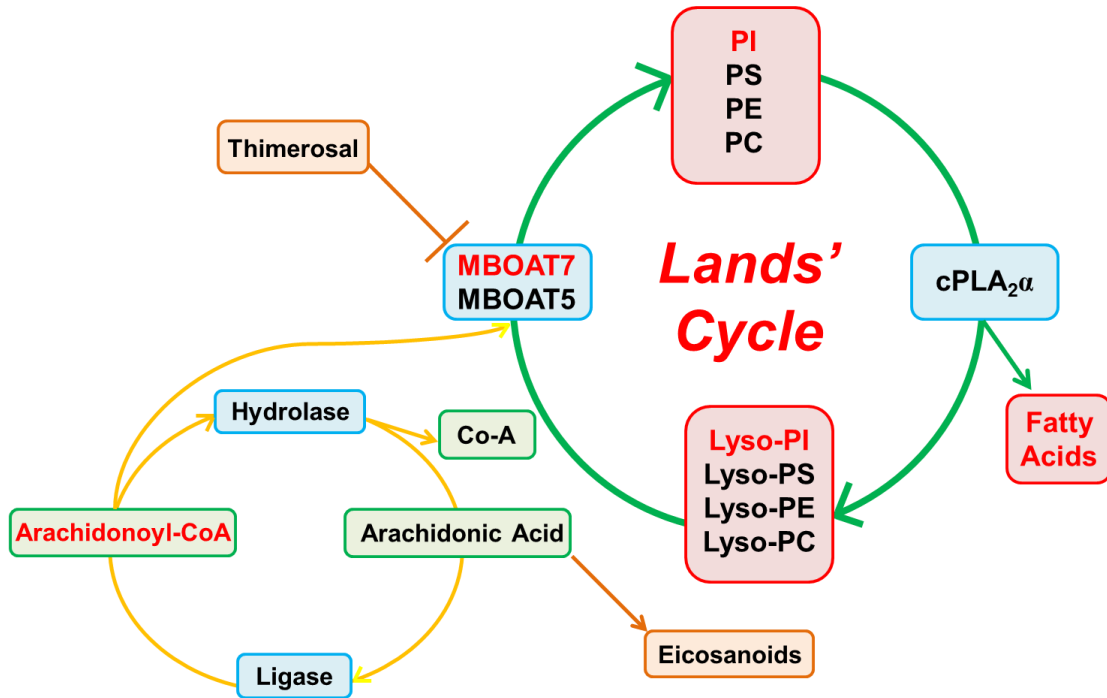 PI
PS
PE
PC
Thimerosal
MBOAT7
MBOAT5
Lands’
Cycle
cPLA₂α
Hydrolase
Co-A
Fatty
Acids
Lyso-PI
Lyso-PS
Lyso-PE
Lyso-PC
Arachidonoyl-CoA
Arachidonic Acid
Eicosanoids
Ligase